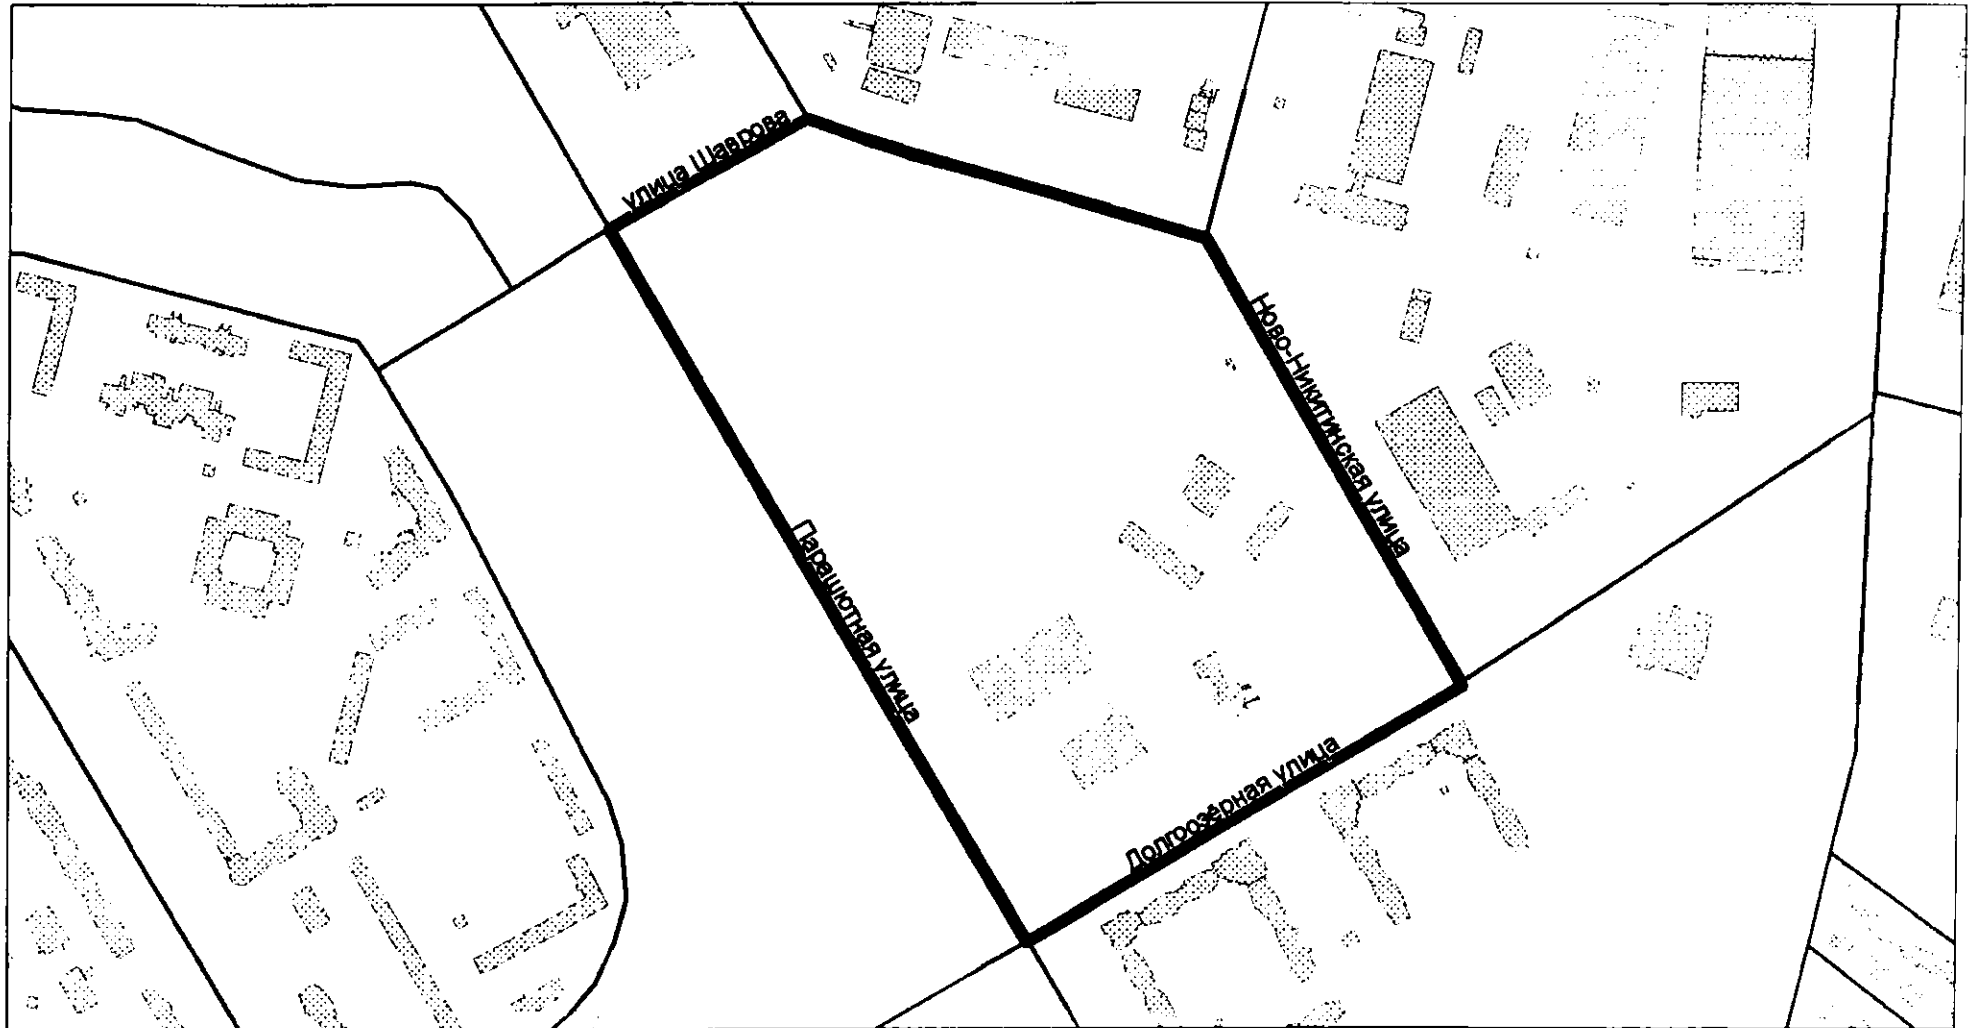 улица Шаврова
Ново-Никитинская улица
Парашютная улица
Долгоозёрная улица